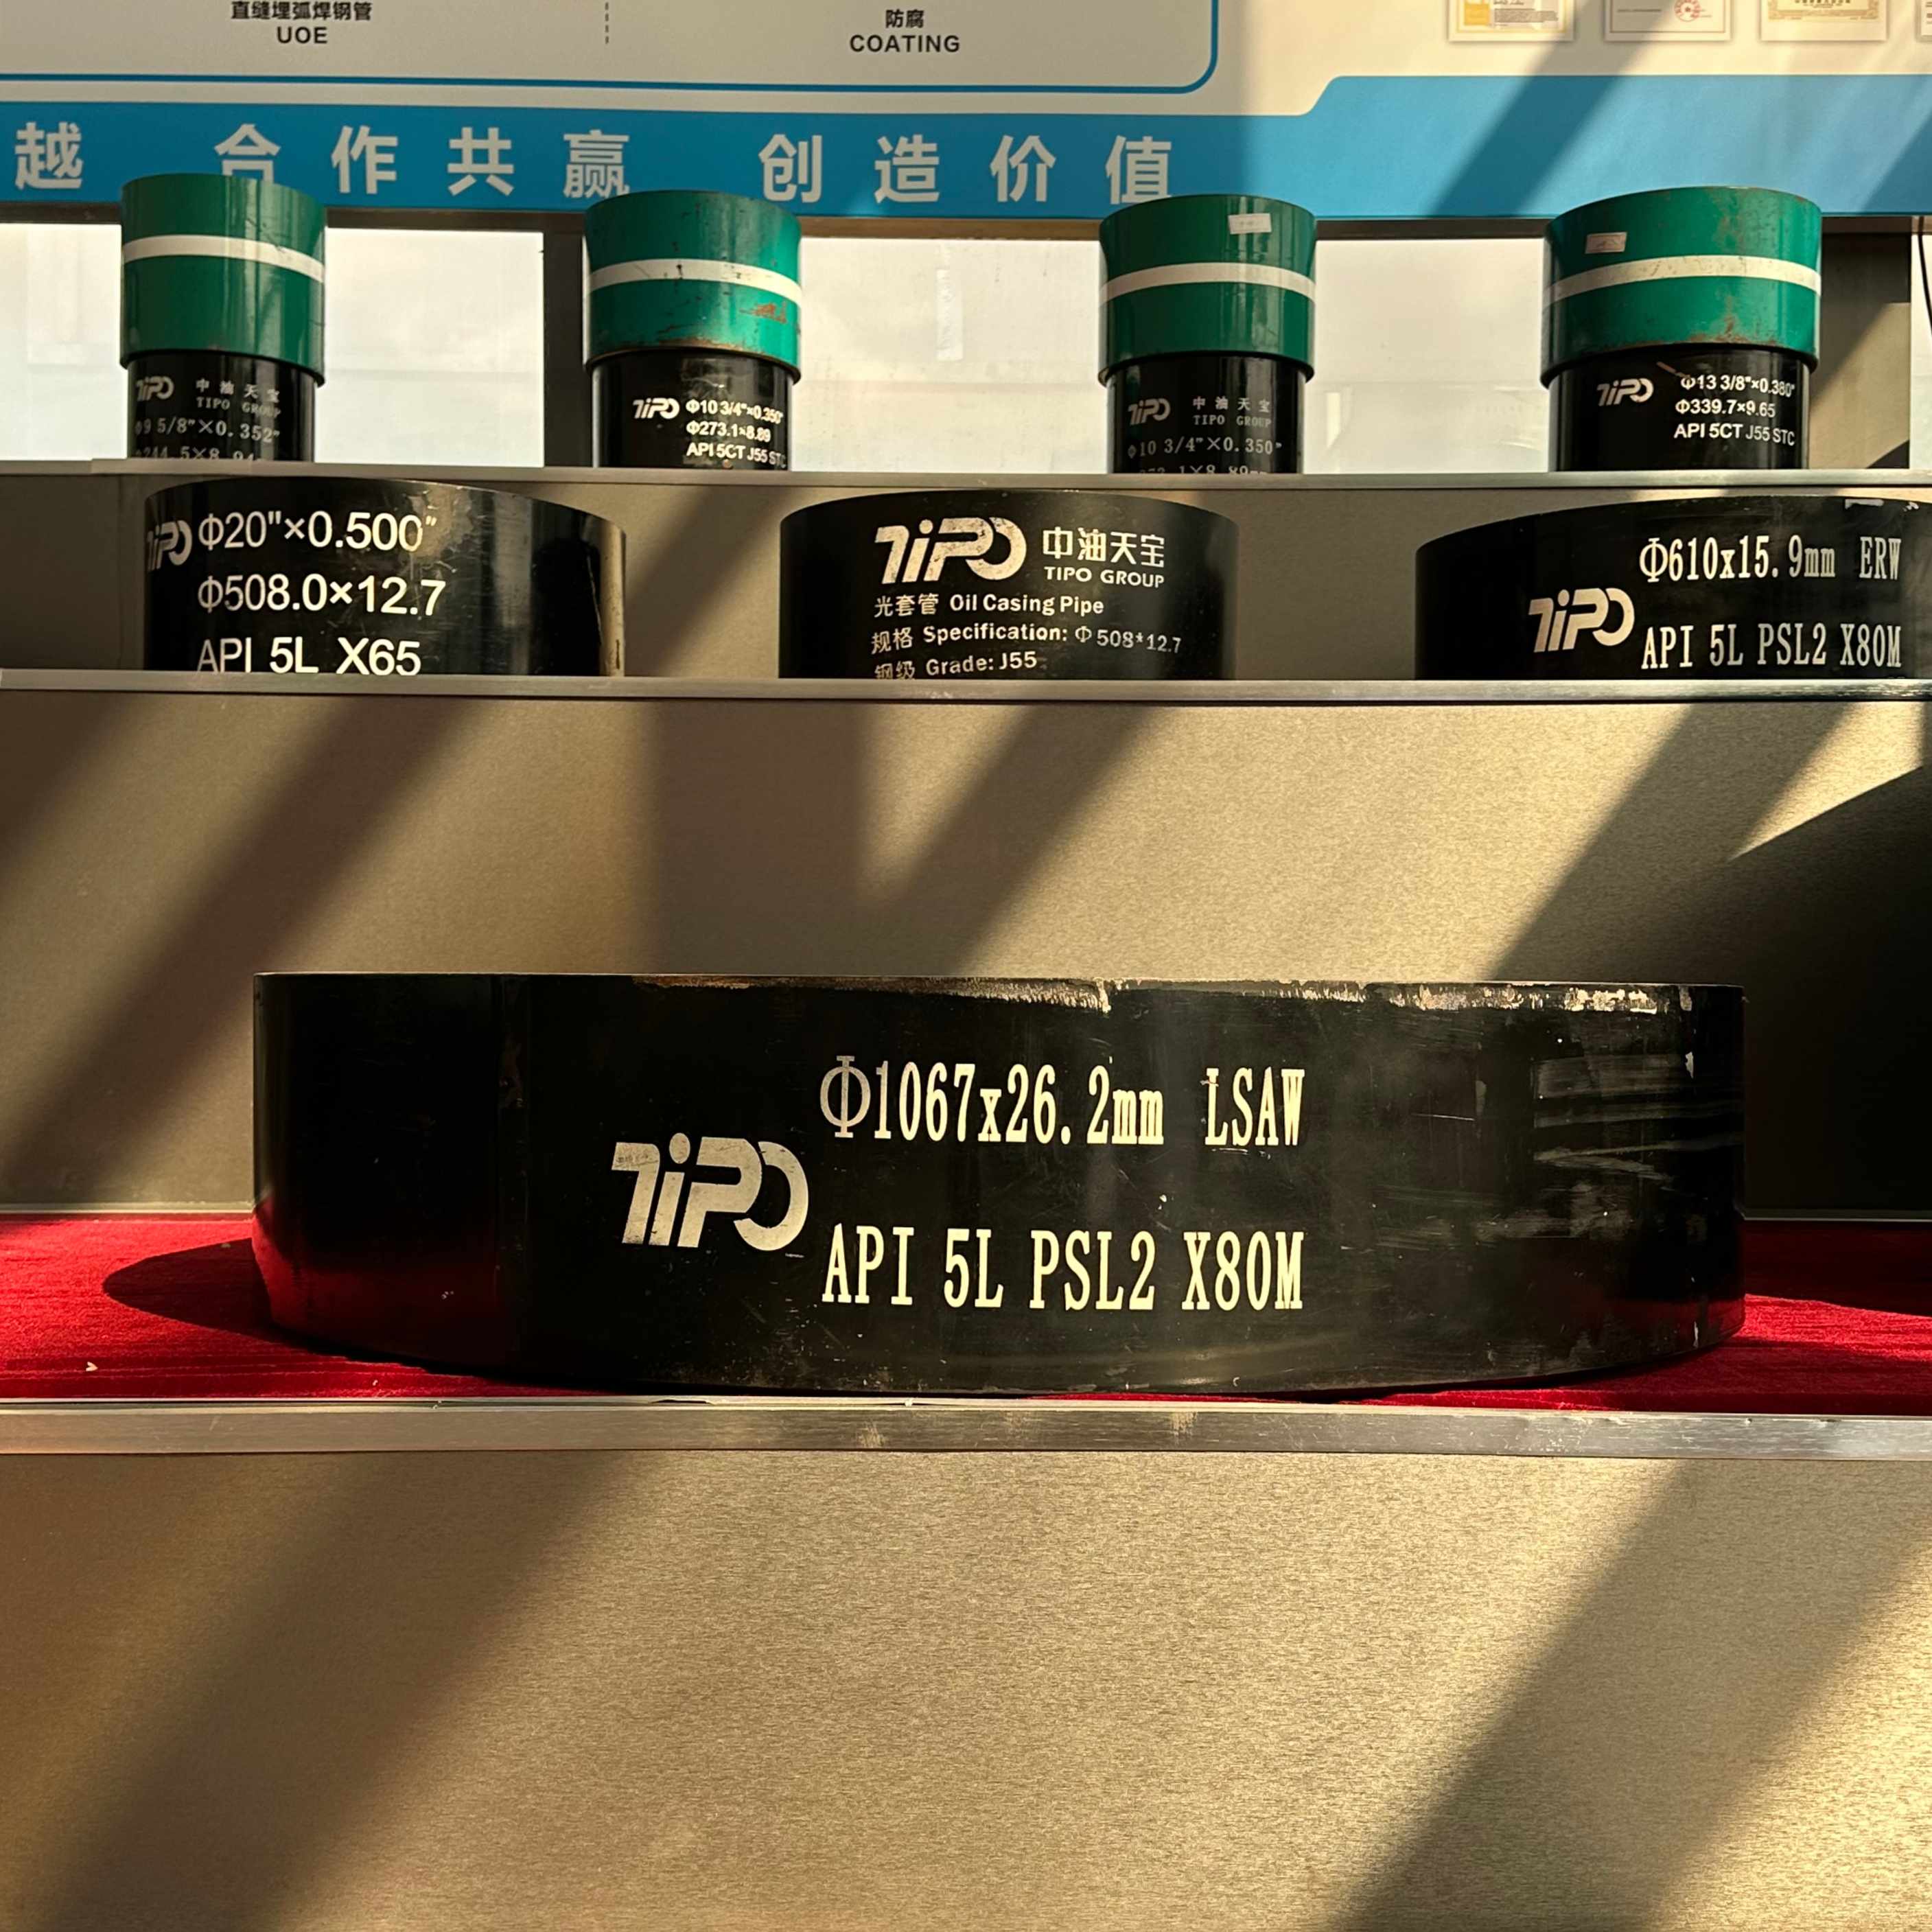 直缝埋弧焊钢管
UOE
防腐
COATING
越 合作共赢 创造价值
TIPO 中油天宝
TIPO GROUP
Φ9 5/8"×0.352"
TIPO Φ10 3/4"×0.350"
Φ273.1×8.89
API 5CT J55 STC
TIPO 中油天宝
TIPO GROUP
Φ10 3/4"×0.350"
TIPO Φ13 3/8"×0.380"
Φ339.7×9.65
API 5CT J55 STC
TIPO Φ20"×0.500"
Φ508.0×12.7
API 5L X65
TIPO 中油天宝
TIPO GROUP
光套管 Oil Casing Pipe
规格 Specification: Φ508*12.7
钢级 Grade: J55
Φ610x15.9mm ERW
TIPO
API 5L PSL2 X80M
Φ1067x26.2mm LSAW
TIPO
API 5L PSL2 X80M